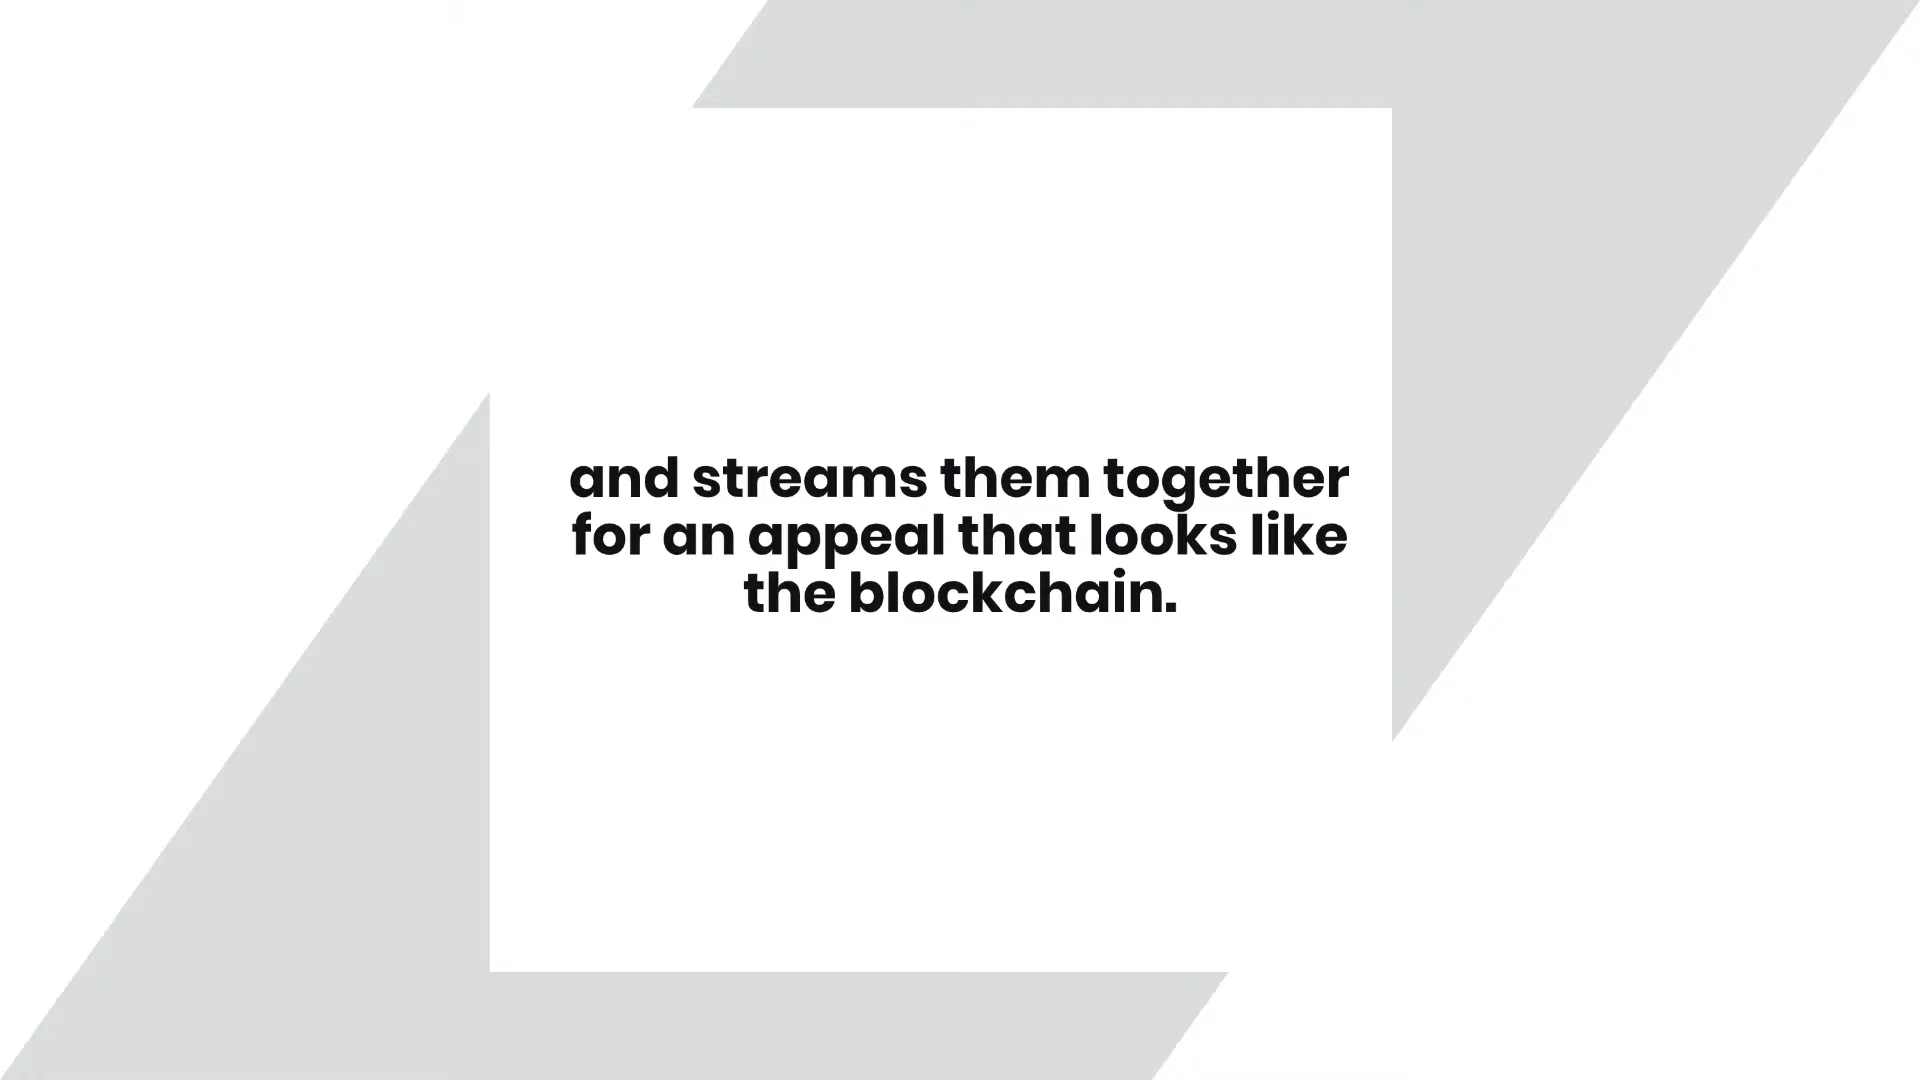 and streams them together
for an appeal that looks like
the blockchain.